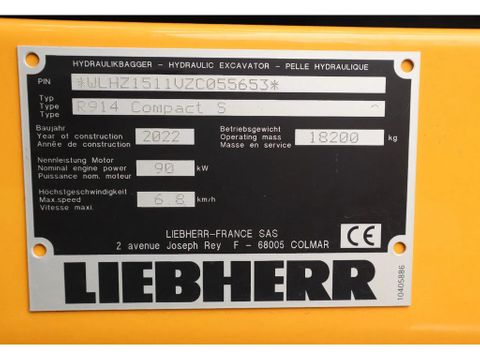 HYDRAULIKBAGGER - HYDRAULIC EXCAVATOR - PELLE HYDRAULIQUE
PIN *WLHZ1511VZC055653*
Typ
Type R914 Compact S
Type
Baujahr Betriebsgewicht
Year of construction 2022 Operating mass 18200 kg
Année de construction Masse en service
Nennleistung Motor
Nominal engine power 90 kW
Puissance nom. moteur
Höchstgeschwindigkeit
Max.speed 6.8 km/h
Vitesse maxi.
LIEBHERR-FRANCE SAS
2 avenue Joseph Rey F - 68005 COLMAR
CE
LIEBHERR
10405886